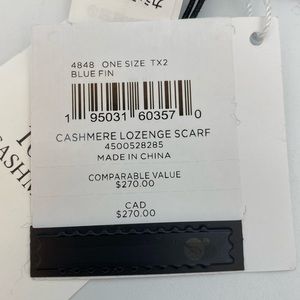 4848 ONE SIZE TX2
BLUE FIN
1 95031 60357 0
CASHMERE LOZENGE SCARF
4500528285
MADE IN CHINA
COMPARABLE VALUE
$270.00
CAD
$270.00